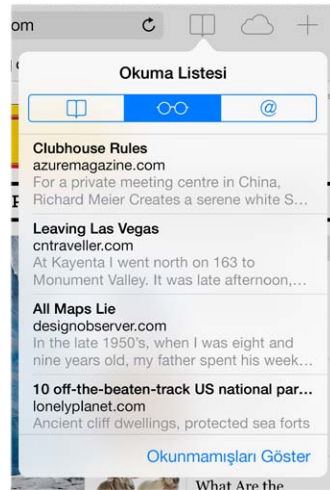 om
Okuma Listesi
@
Clubhouse Rules
azuremagazine.com
For a private meeting centre in China,
Richard Meier Creates a serene white S…
Leaving Las Vegas
cntraveller.com
At Kayenta I went north on 163 to
Monument Valley. It was late afternoon,…
All Maps Lie
designobserver.com
In the late 1950's, when I was eight and
nine years old, my father spent his week…
10 off-the-beaten-track US national par…
lonelyplanet.com
Ancient cliff dwellings, protected sea forts
Okunmamışları Göster
What Are the